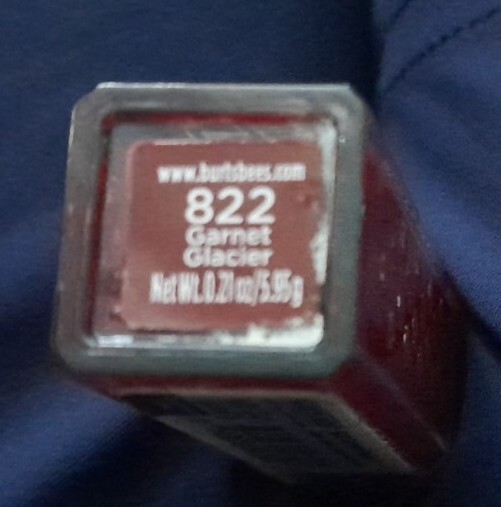 www.burtsbees.com
822
Garnet
Glacier
Net Wt. 0.21 oz/5.95 g